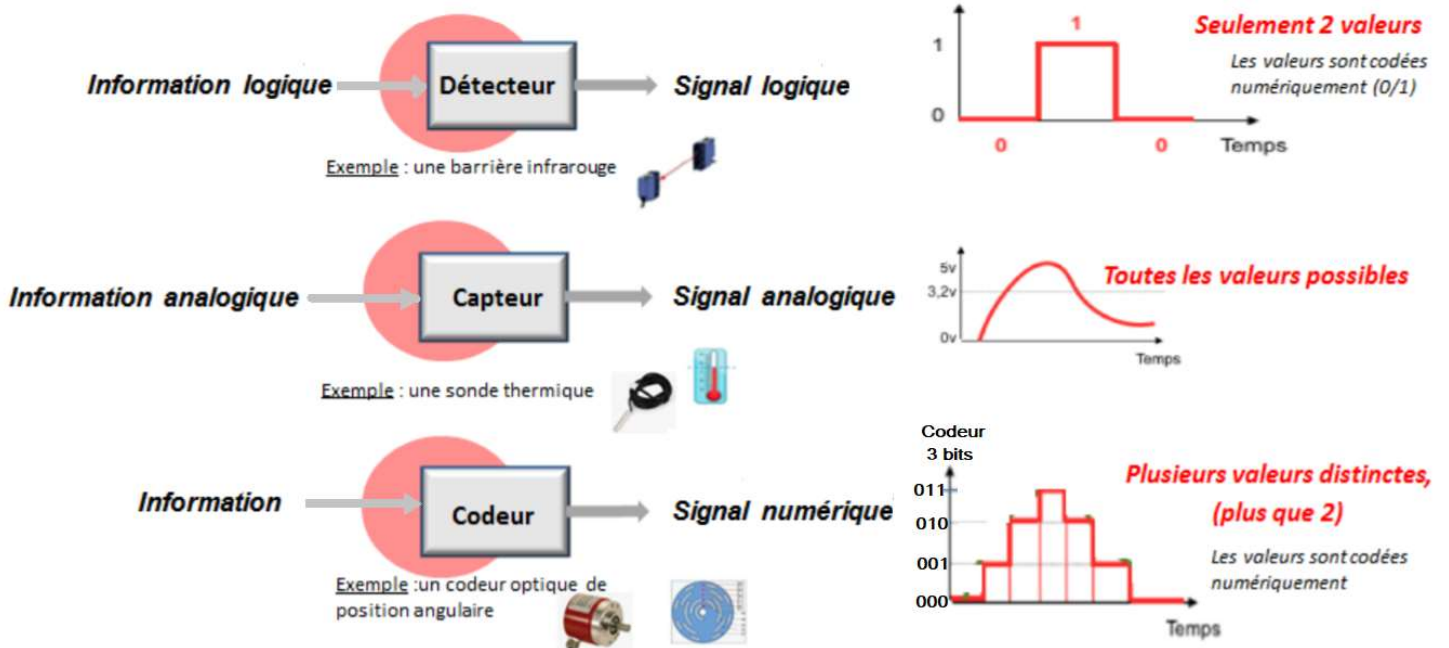 Information logique
Détecteur
Signal logique
Exemple : une barrière infrarouge
1
0
1
0
0
Temps
Seulement 2 valeurs
Les valeurs sont codées
numériquement (0/1)
Information analogique
Capteur
Signal analogique
Exemple : une sonde thermique
5v
3,2v
0v
Temps
Toutes les valeurs possibles
Information
Codeur
Signal numérique
Exemple :un codeur optique de
position angulaire
Codeur
3 bits
011
010
001
000
Temps
Plusieurs valeurs distinctes,
(plus que 2)
Les valeurs sont codées
numériquement